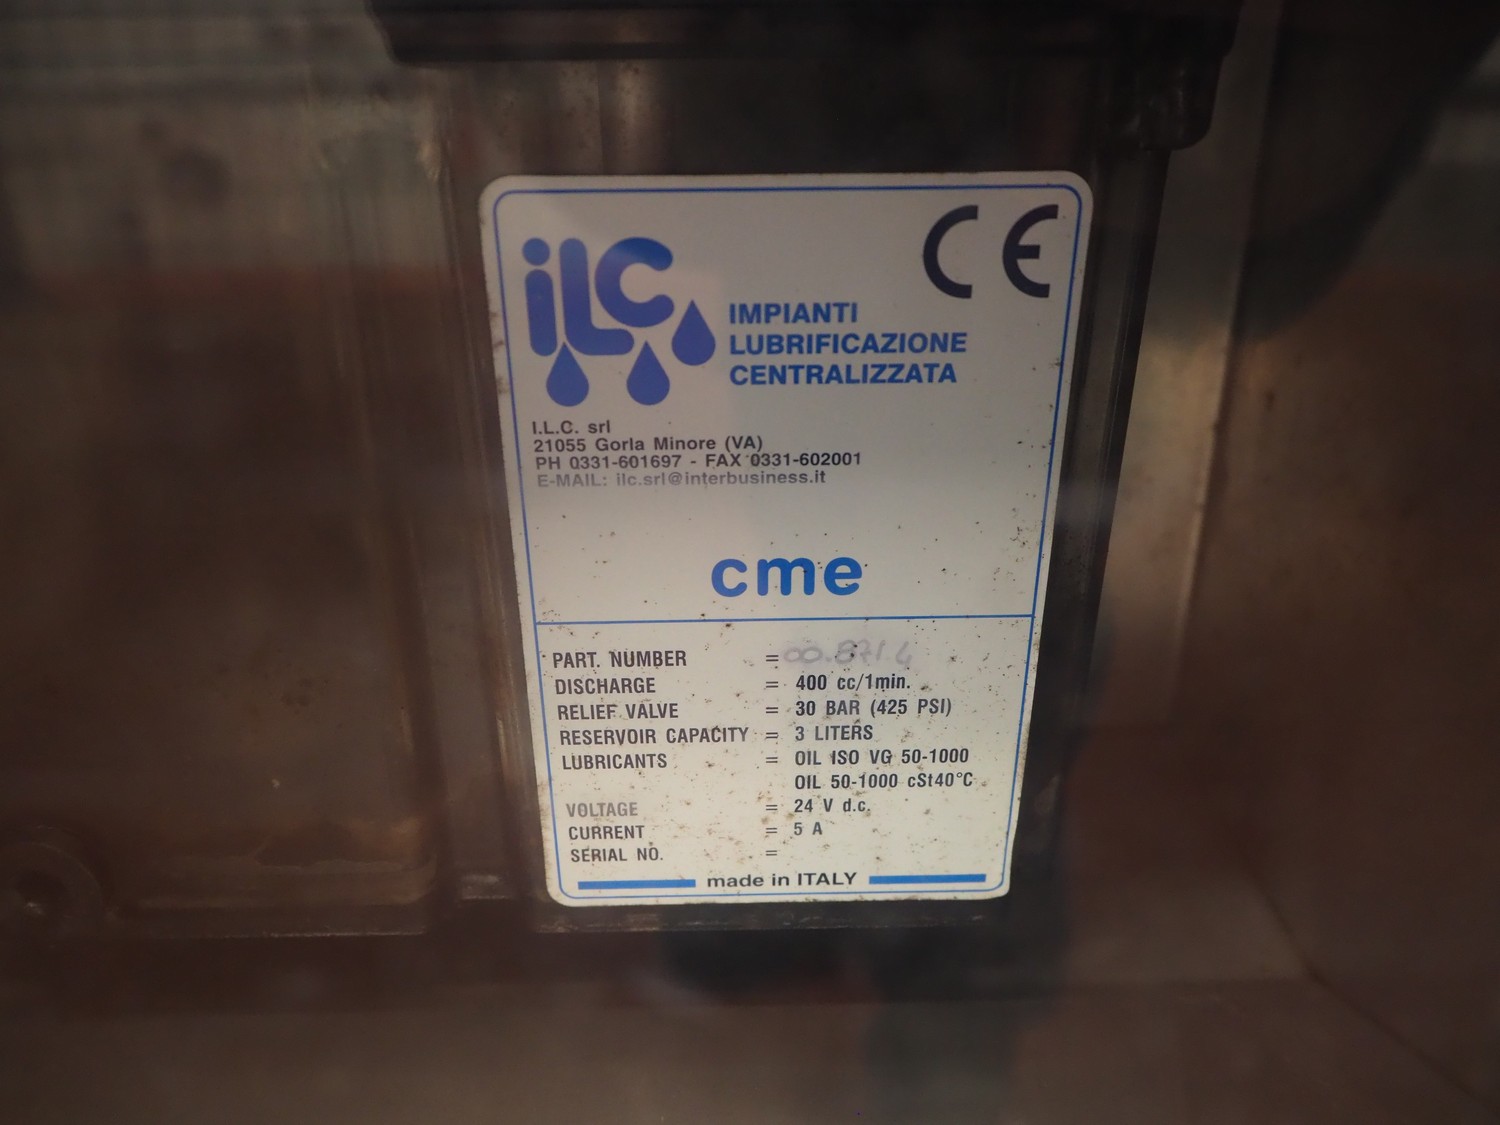 CE
iLC
IMPIANTI
LUBRIFICAZIONE
CENTRALIZZATA
I.L.C. srl
21055 Gorla Minore (VA)
PH 0331-601697 - FAX 0331-602001
E-MAIL: ilc.srl@interbusiness.it
cme
PART. NUMBER = 00.871.4
DISCHARGE = 400 cc/1min.
RELIEF VALVE = 30 BAR (425 PSI)
RESERVOIR CAPACITY = 3 LITERS
LUBRICANTS = OIL ISO VG 50-1000
OIL 50-1000 cSt40°C
VOLTAGE = 24 V d.c.
CURRENT = 5 A
SERIAL NO. =
made in ITALY